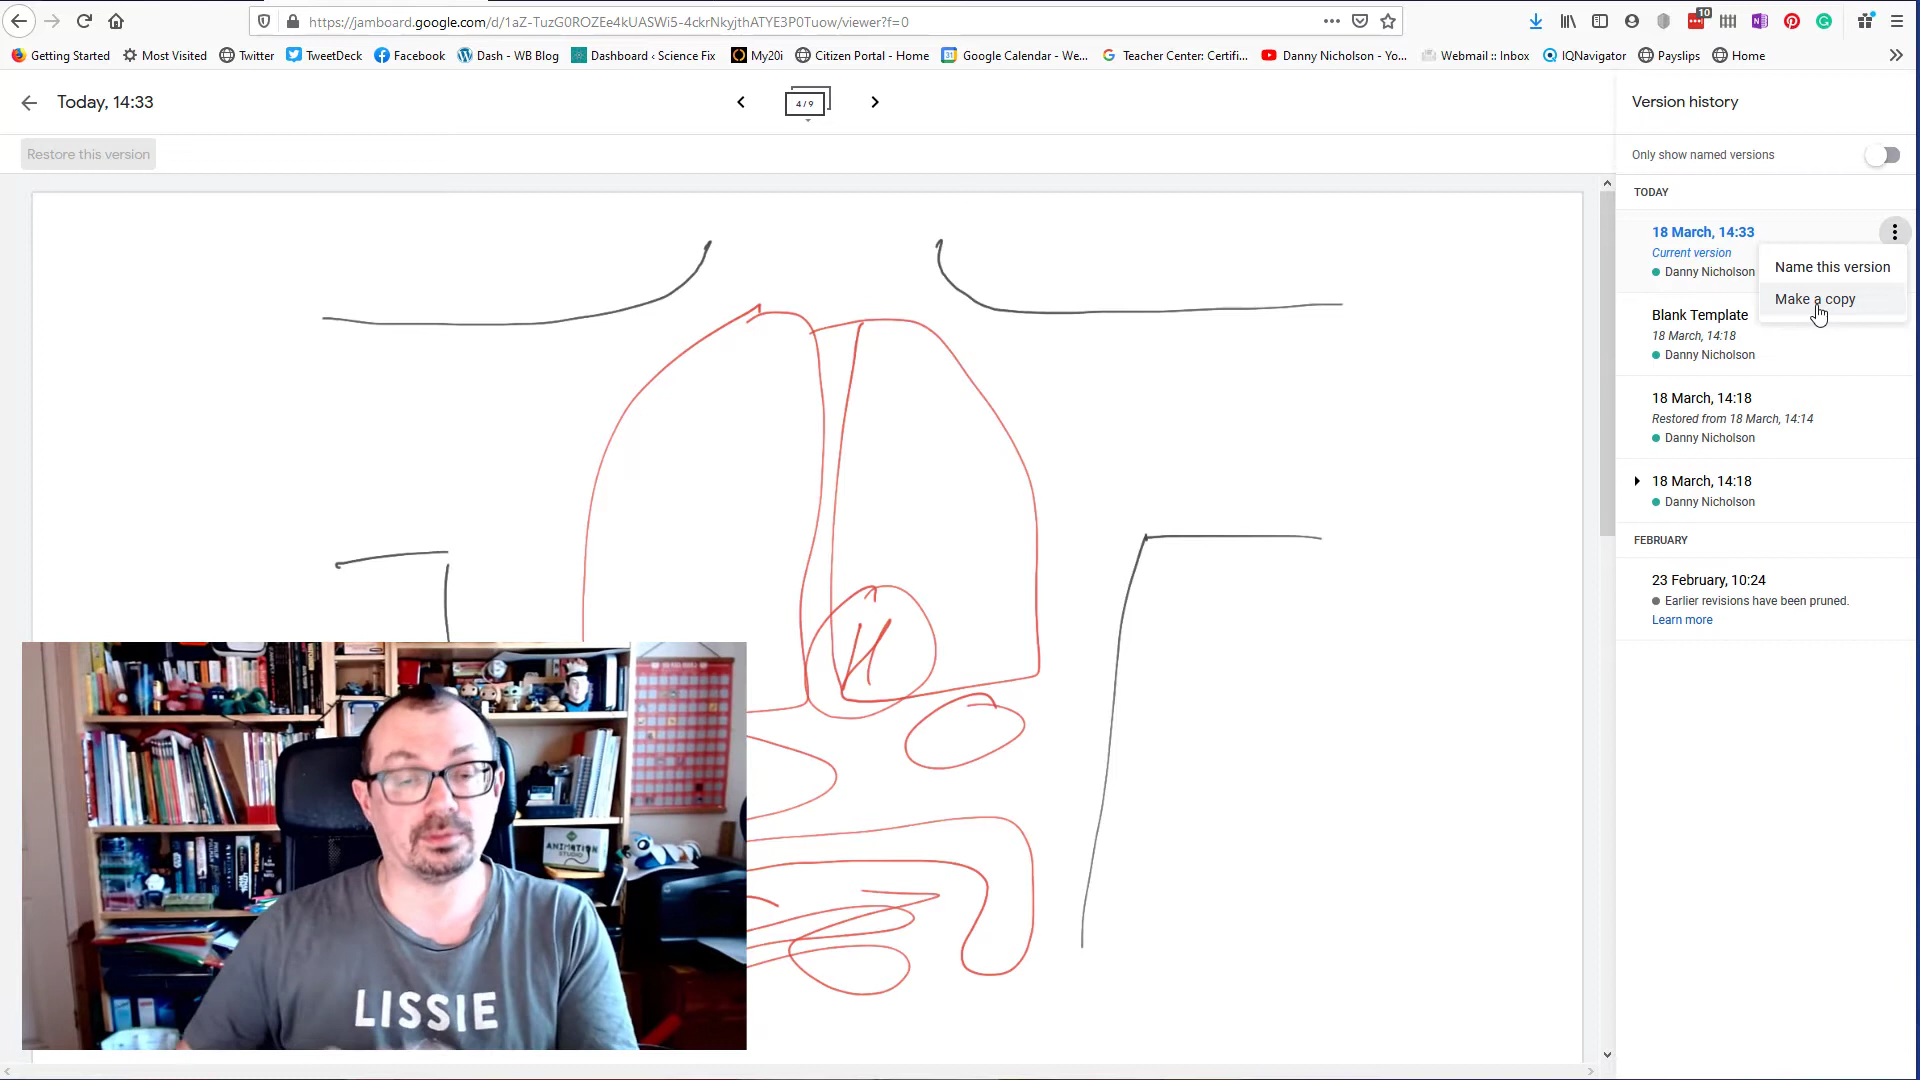 https://jamboard.google.com/d/1aZ-TuzG0ROZEe4kUASWi5-4ckrNkyjthATYE3P0Tuow/viewer?f=0
10
Getting Started
Most Visited
Twitter
TweetDeck
Facebook
Dash - WB Blog
Dashboard ‹ Science Fix
My20i
Citizen Portal - Home
Google Calendar - We...
Teacher Center: Certifi...
Danny Nicholson - Yo...
Webmail :: Inbox
IQNavigator
Payslips
Home
Today, 14:33
4 / 9
Restore this version
Version history
Only show named versions
TODAY
18 March, 14:33
Current version
Danny Nicholson
Name this version
Make a copy
Blank Template
18 March, 14:18
Danny Nicholson
18 March, 14:18
Restored from 18 March, 14:14
Danny Nicholson
18 March, 14:18
Danny Nicholson
FEBRUARY
23 February, 10:24
Earlier revisions have been pruned.
Learn more
ANIMATION
STUDIO
LISSIE